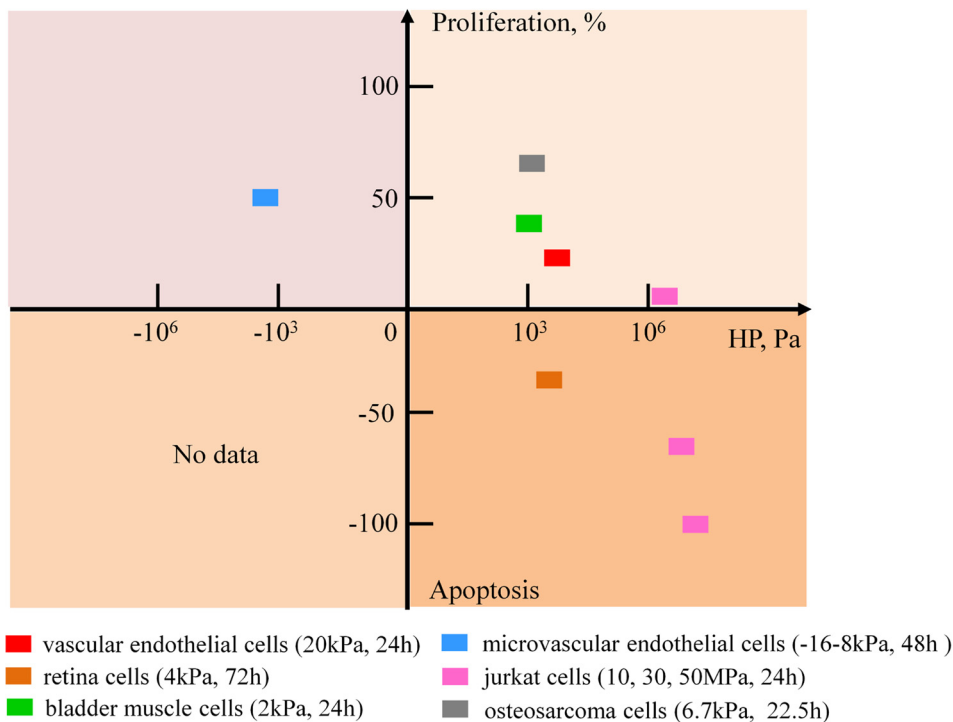 Proliferation, %
100
50
-10⁶ -10³ 0 10³ 10⁶ HP, Pa
-50
No data
-100
Apoptosis
vascular endothelial cells (20kPa, 24h) microvascular endothelial cells (-16-8kPa, 48h )
retina cells (4kPa, 72h) jurkat cells (10, 30, 50MPa, 24h)
bladder muscle cells (2kPa, 24h) osteosarcoma cells (6.7kPa, 22.5h)